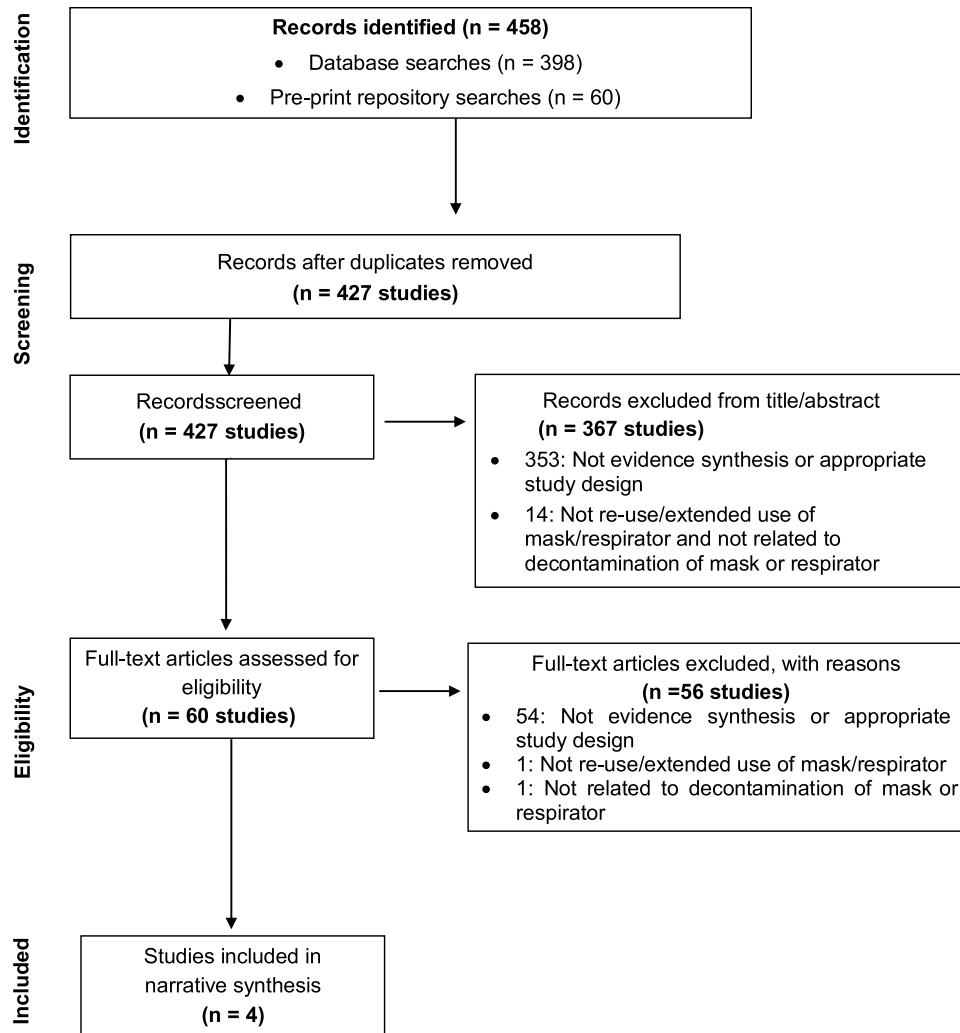 Identification
Records identified (n = 458)
• Database searches (n = 398)
• Pre-print repository searches (n = 60)
Screening
Records after duplicates removed
(n = 427 studies)
Recordsscreened
(n = 427 studies)
Records excluded from title/abstract
(n = 367 studies)
• 353: Not evidence synthesis or appropriate
study design
• 14: Not re-use/extended use of
mask/respirator and not related to
decontamination of mask or respirator
Eligibility
Full-text articles assessed for
eligibility
(n = 60 studies)
Full-text articles excluded, with reasons
(n =56 studies)
• 54: Not evidence synthesis or appropriate
study design
• 1: Not re-use/extended use of mask/respirator
• 1: Not related to decontamination of mask or
respirator
Included
Studies included in
narrative synthesis
(n = 4)